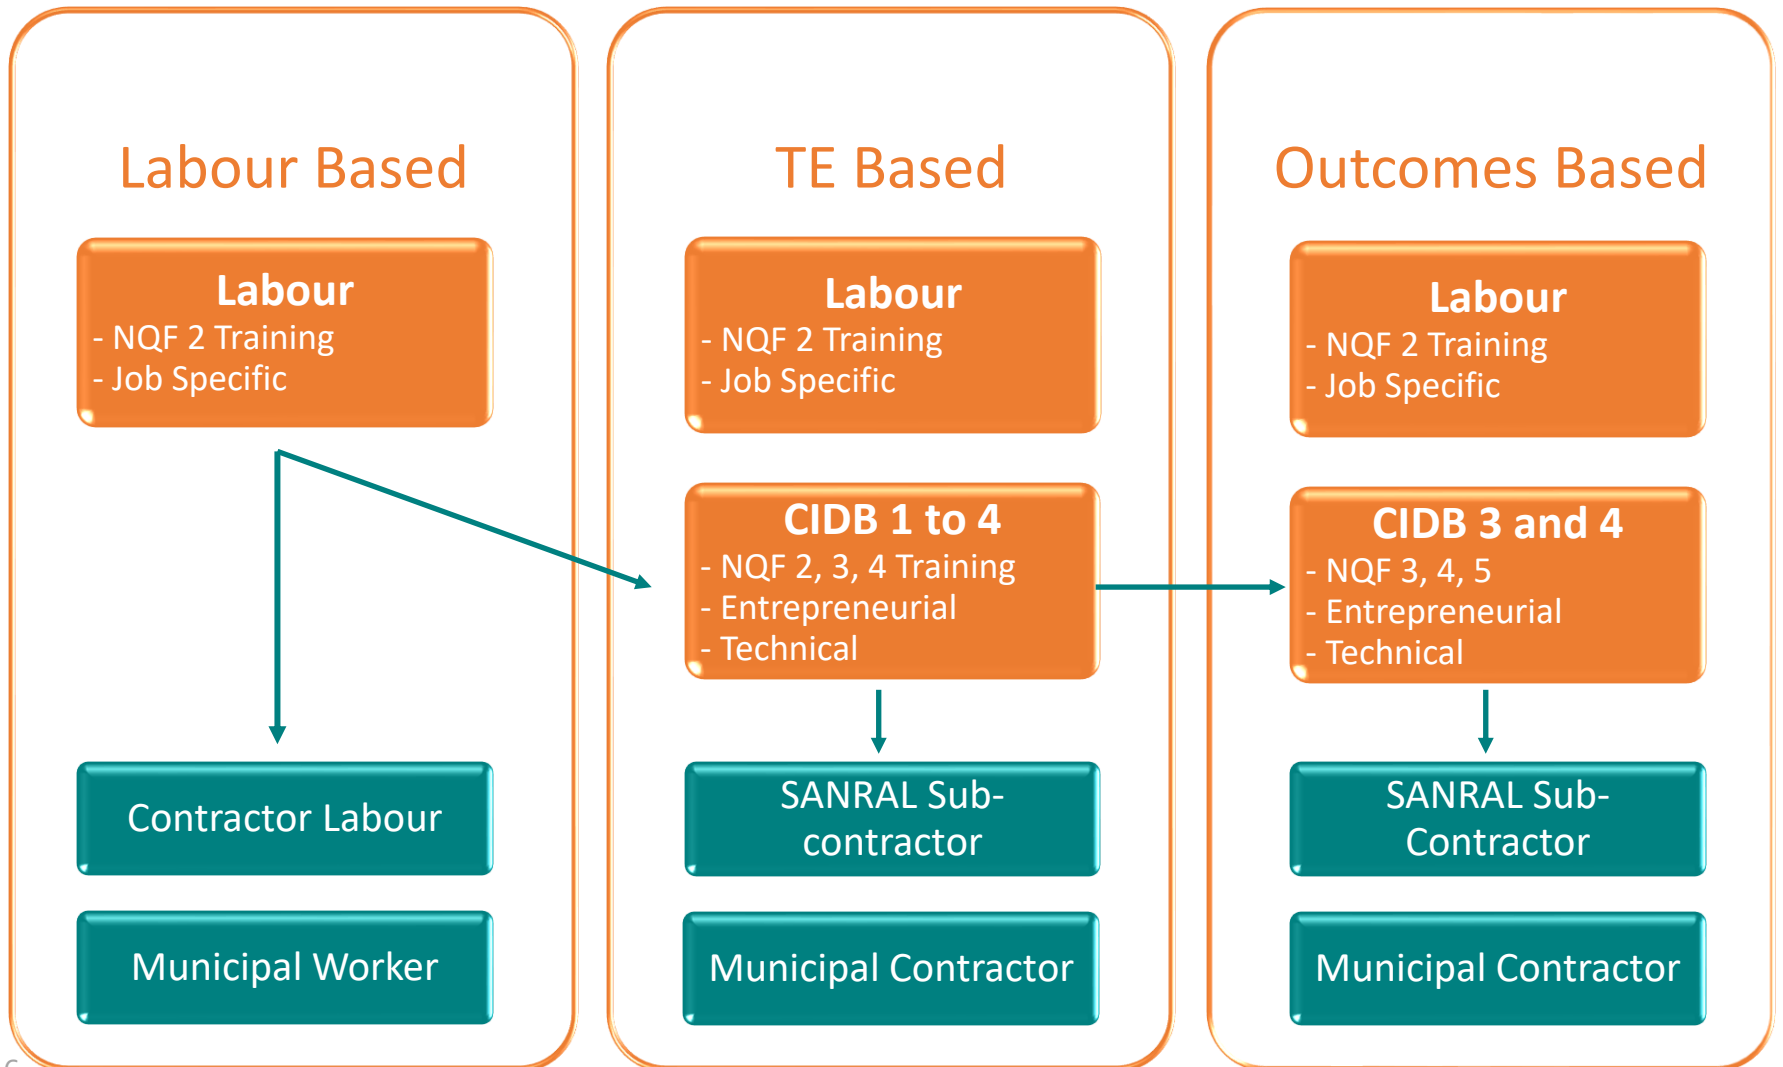 Labour Based
Labour
- NQF 2 Training
- Job Specific
Contractor Labour
Municipal Worker
TE Based
Labour
- NQF 2 Training
- Job Specific
CIDB 1 to 4
- NQF 2, 3, 4 Training
- Entrepreneurial
- Technical
SANRAL Sub-
contractor
Municipal Contractor
Outcomes Based
Labour
- NQF 2 Training
- Job Specific
CIDB 3 and 4
- NQF 3, 4, 5
- Entrepreneurial
- Technical
SANRAL Sub-
Contractor
Municipal Contractor